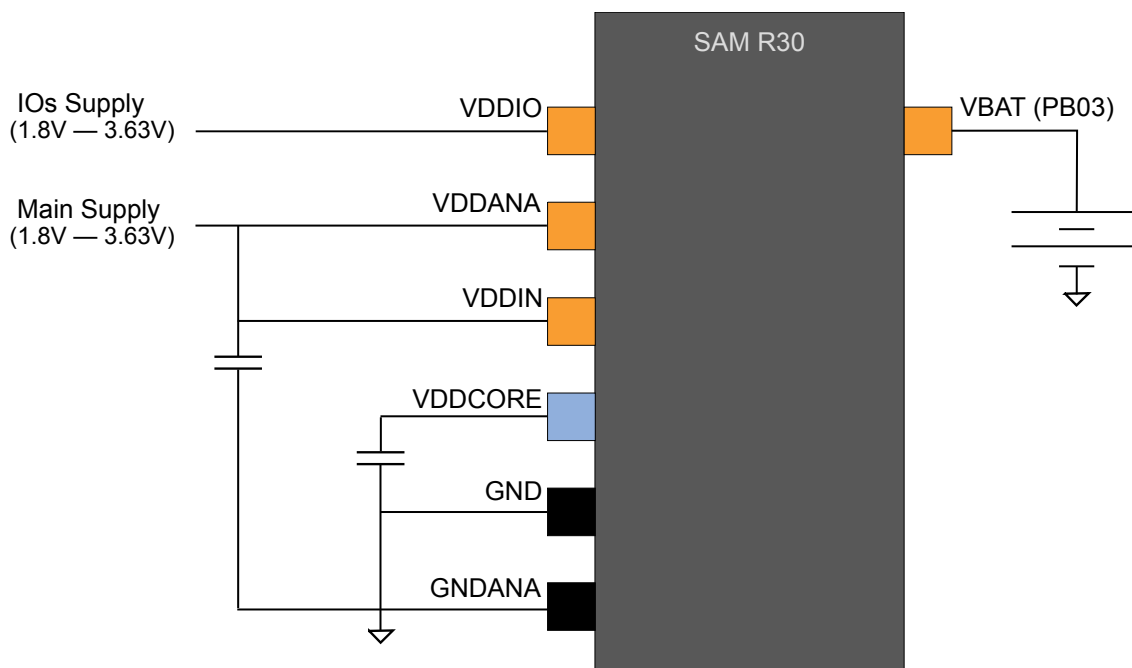 SAM R30
IOs Supply
(1.8V — 3.63V)
VDDIO
VBAT (PB03)
Main Supply
(1.8V — 3.63V)
VDDANA
VDDIN
VDDCORE
GND
GNDANA